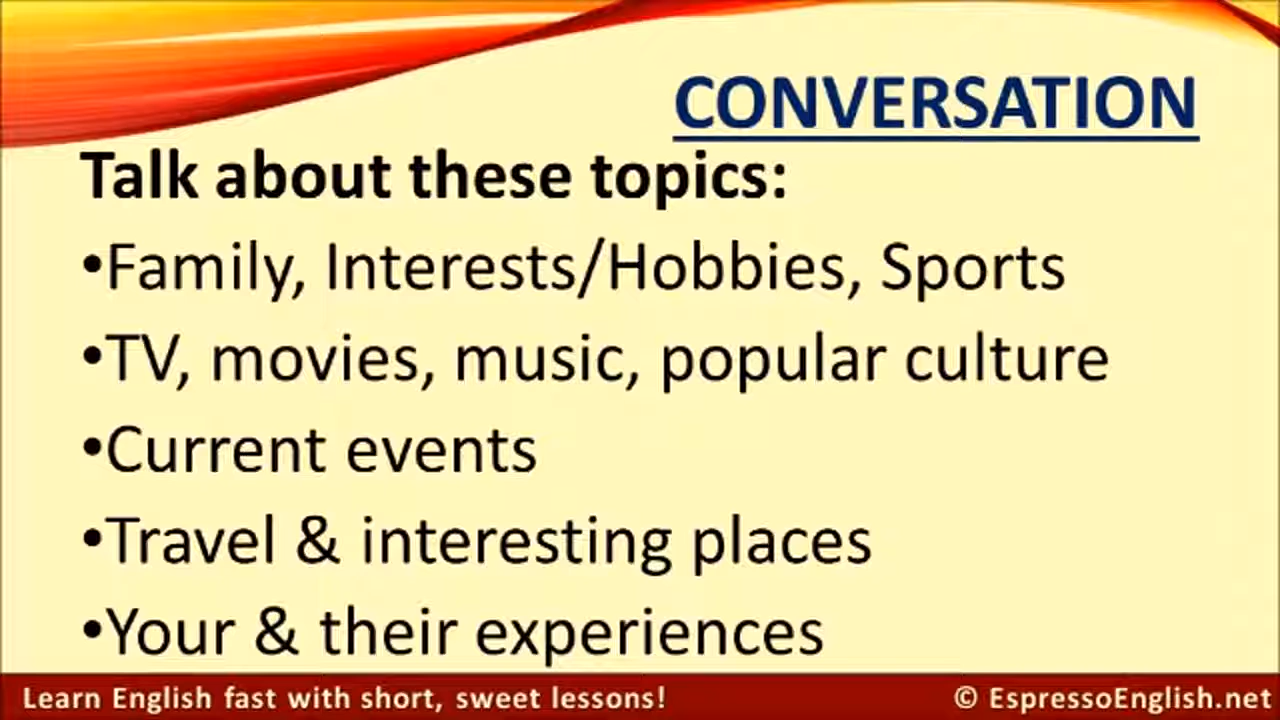 CONVERSATION
Talk about these topics:
•Family, Interests/Hobbies, Sports
•TV, movies, music, popular culture
•Current events
•Travel & interesting places
•Your & their experiences
Learn English fast with short, sweet lessons!
© EspressoEnglish.net